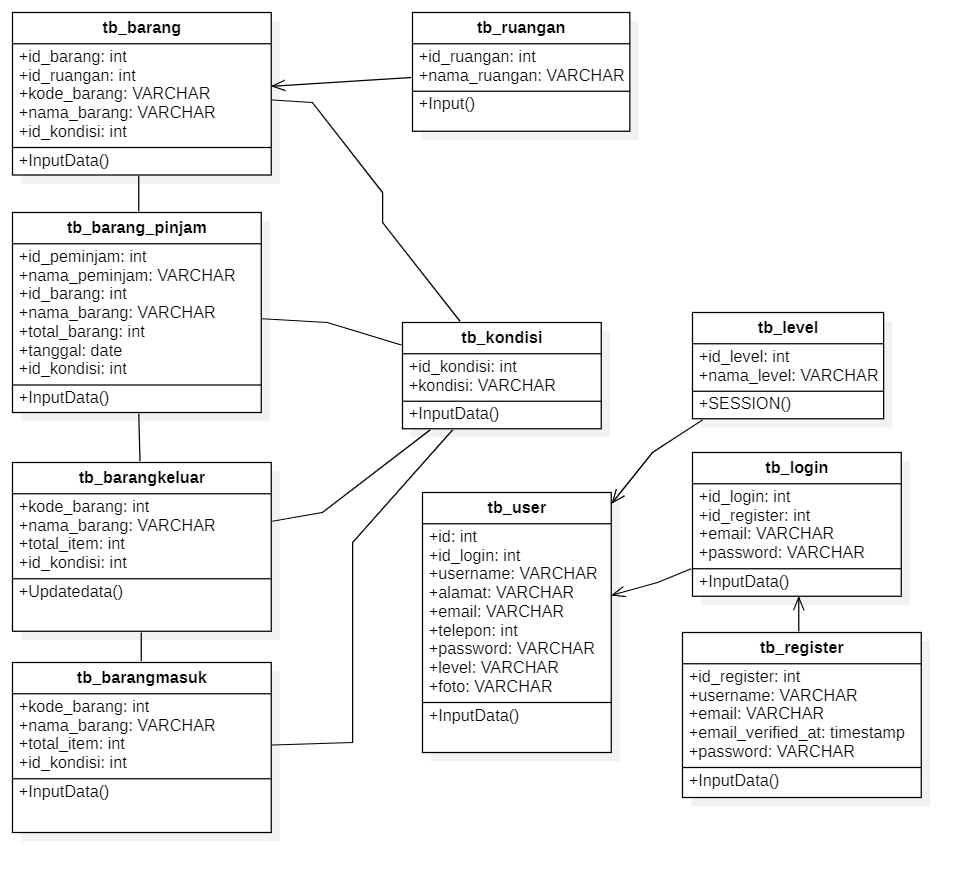 tb_barang
+id_barang: int
+id_ruangan: int
+kode_barang: VARCHAR
+nama_barang: VARCHAR
+id_kondisi: int
+InputData()
tb_ruangan
+id_ruangan: int
+nama_ruangan: VARCHAR
+Input()
tb_barang_pinjam
+id_peminjam: int
+nama_peminjam: VARCHAR
+id_barang: int
+nama_barang: VARCHAR
+total_barang: int
+tanggal: date
+id_kondisi: int
+InputData()
tb_kondisi
+id_kondisi: int
+kondisi: VARCHAR
+InputData()
tb_level
+id_level: int
+nama_level: VARCHAR
+SESSION()
tb_barangkeluar
+kode_barang: int
+nama_barang: VARCHAR
+total_item: int
+id_kondisi: int
+Updatedata()
tb_user
+id: int
+id_login: int
+username: VARCHAR
+alamat: VARCHAR
+email: VARCHAR
+telepon: int
+password: VARCHAR
+level: VARCHAR
+foto: VARCHAR
+InputData()
tb_login
+id_login: int
+id_register: int
+email: VARCHAR
+password: VARCHAR
+InputData()
tb_barangmasuk
+kode_barang: int
+nama_barang: VARCHAR
+total_item: int
+id_kondisi: int
+InputData()
tb_register
+id_register: int
+username: VARCHAR
+email: VARCHAR
+email_verified_at: timestamp
+password: VARCHAR
+InputData()